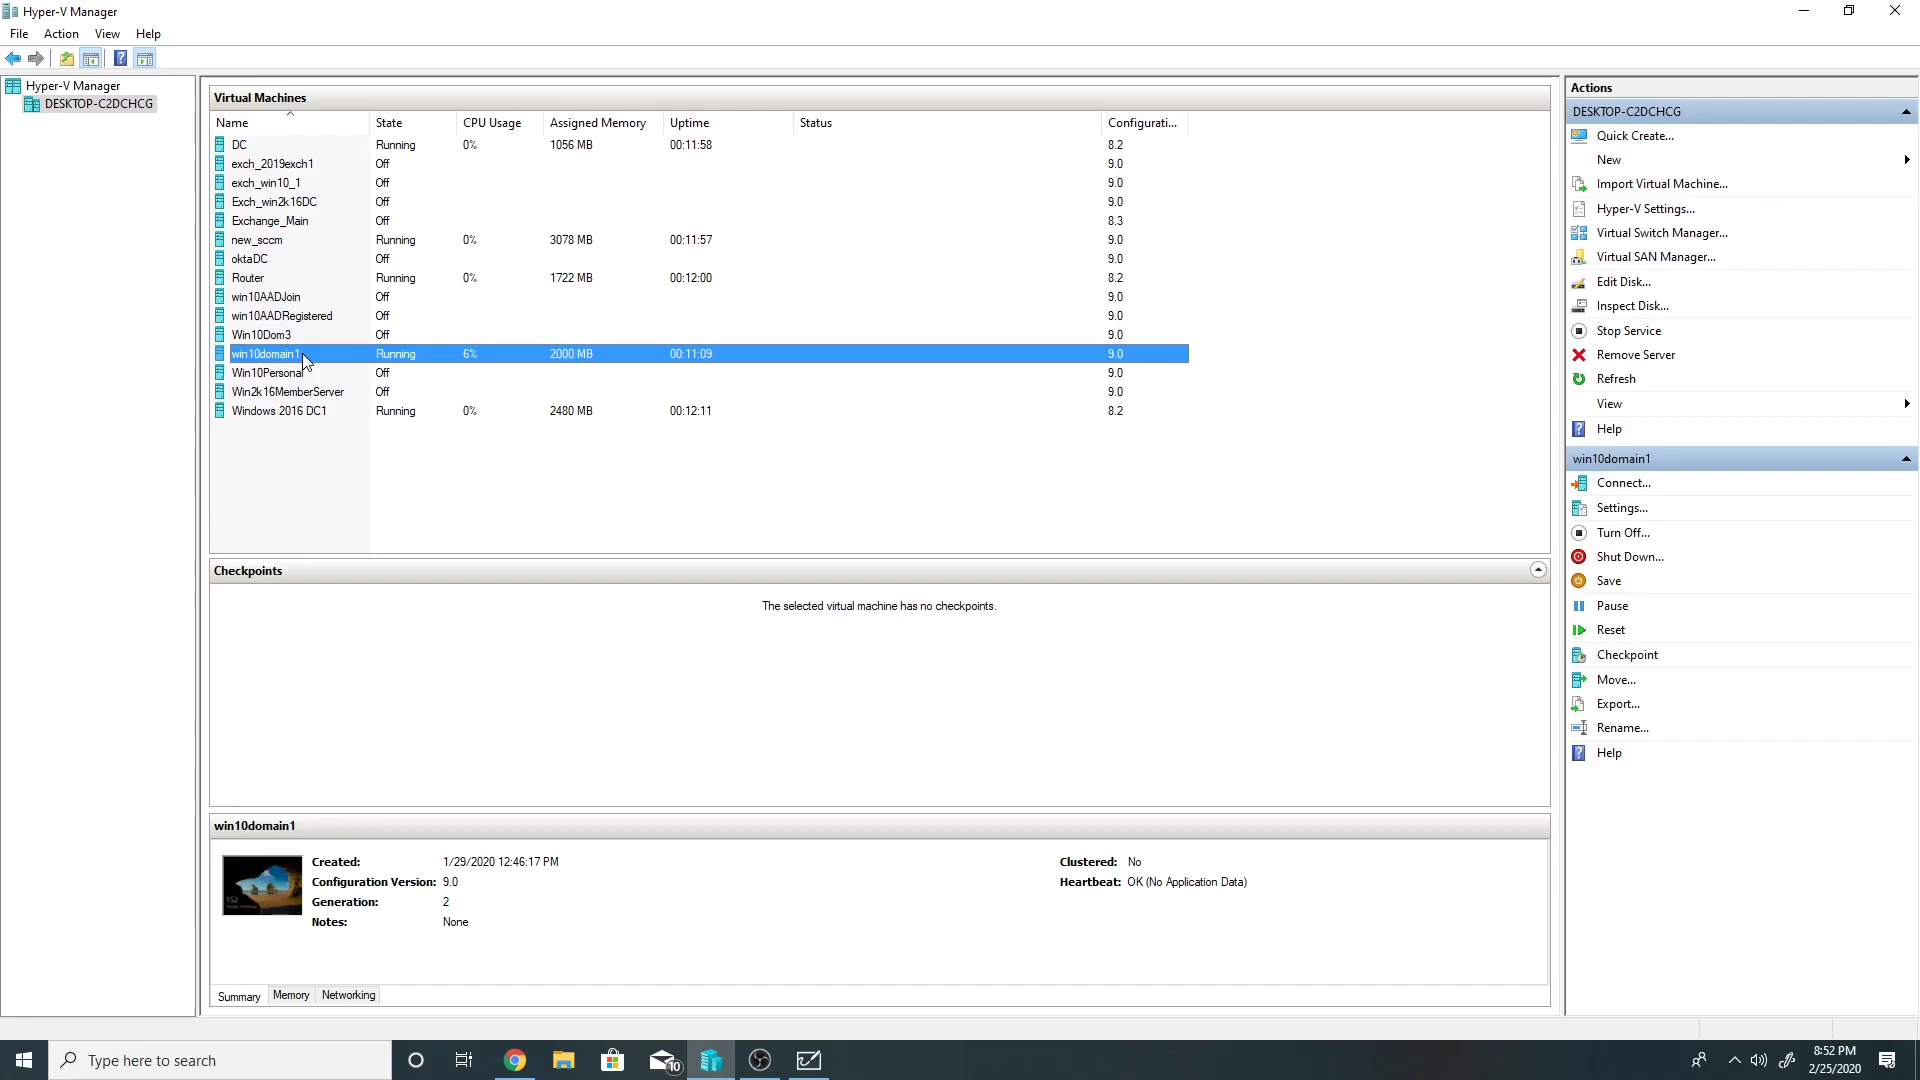 Hyper-V Manager
File Action View Help
Hyper-V Manager
DESKTOP-C2DCHCG
Virtual Machines
Name State CPU Usage Assigned Memory Uptime Status Configurati...
DC Running 0% 1056 MB 00:11:58 8.2
exch_2019exch1 Off 9.0
exch_win10_1 Off 9.0
Exch_win2k16DC Off 9.0
Exchange_Main Off 8.3
new_sccm Running 0% 3078 MB 00:11:57 9.0
oktaDC Off 9.0
Router Running 0% 1722 MB 00:12:00 8.2
win10AADJoin Off 9.0
win10AADRegistered Off 9.0
Win10Dom3 Off 9.0
win10domain1 Running 6% 2000 MB 00:11:09 9.0
Win10Personal Off 9.0
Win2k16MemberServer Off 9.0
Windows 2016 DC1 Running 0% 2480 MB 00:12:11 8.2
Checkpoints
The selected virtual machine has no checkpoints.
win10domain1
Created: 1/29/2020 12:46:17 PM Clustered: No
Configuration Version: 9.0 Heartbeat: OK (No Application Data)
Generation: 2
Notes: None
Summary Memory Networking
Actions
DESKTOP-C2DCHCG
Quick Create...
New
Import Virtual Machine...
Hyper-V Settings...
Virtual Switch Manager...
Virtual SAN Manager...
Edit Disk...
Inspect Disk...
Stop Service
Remove Server
Refresh
View
Help
win10domain1
Connect...
Settings...
Turn Off...
Shut Down...
Save
Pause
Reset
Checkpoint
Move...
Export...
Rename...
Help
Type here to search
10
8:52 PM
2/25/2020